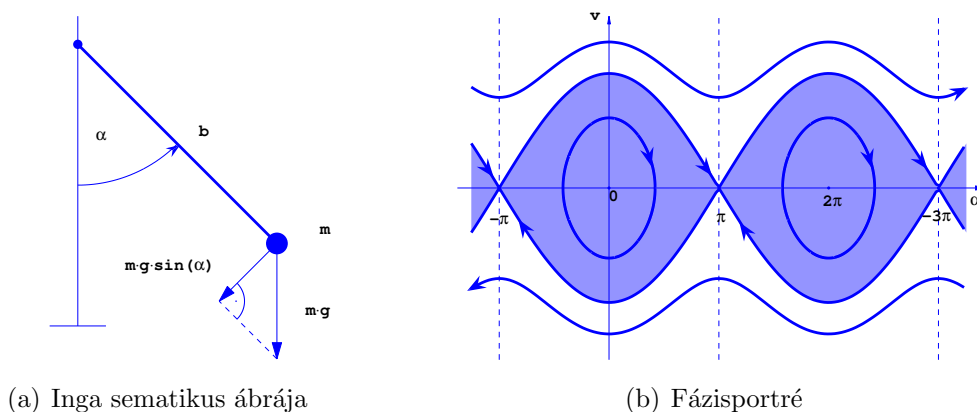 α
b
m
m·g·sin(α)
m·g
(a) Inga sematikus ábrája
v
-π
0
π
2π
-3π
α
(b) Fázisportré